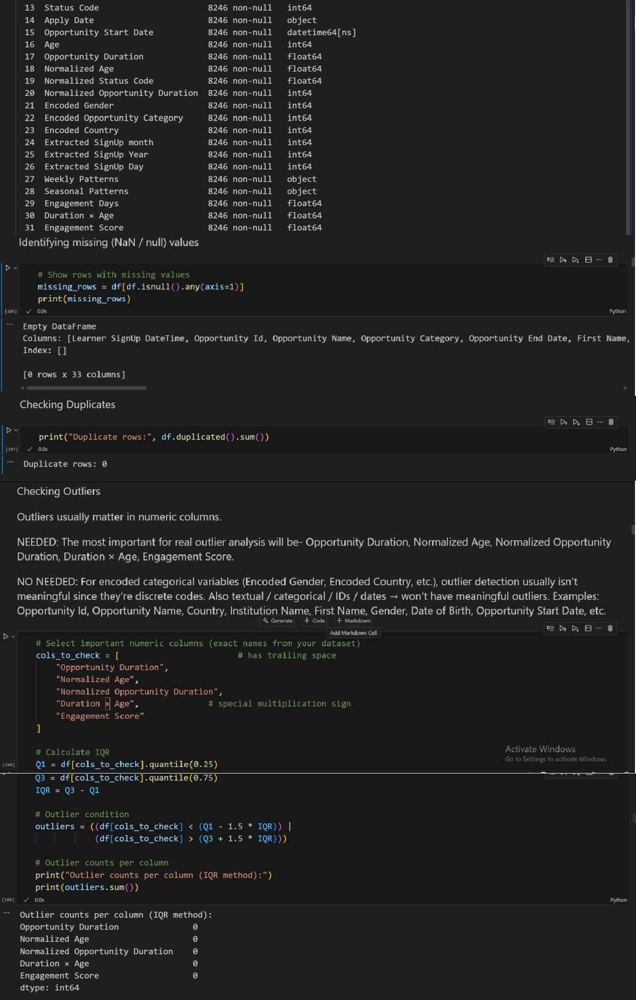 13 Status Code 8246 non-null int64
14 Apply Date 8246 non-null object
15 Opportunity Start Date 8246 non-null datetime64[ns]
16 Age 8246 non-null int64
17 Opportunity Duration 8246 non-null float64
18 Normalized Age 8246 non-null float64
19 Normalized Status Code 8246 non-null float64
20 Normalized Opportunity Duration 8246 non-null int64
21 Encoded Gender 8246 non-null int64
22 Encoded Opportunity Category 8246 non-null int64
23 Encoded Country 8246 non-null int64
24 Extracted SignUp month 8246 non-null int64
25 Extracted SignUp Year 8246 non-null int64
26 Extracted SignUp Day 8246 non-null int64
27 Weekly Patterns 8246 non-null object
28 Seasonal Patterns 8246 non-null object
29 Engagement Days 8246 non-null float64
30 Duration × Age 8246 non-null float64
31 Engagement Score 8246 non-null float64
Identifying missing (NaN / null) values
# Show rows with missing values
missing_rows = df[df.isnull().any(axis=1)]
print(missing_rows)
[106] ✓ 0.0s Python
Empty DataFrame
Columns: [Learner SignUp DateTime, Opportunity Id, Opportunity Name, Opportunity Category, Opportunity End Date, First Name,
Index: []
[0 rows x 33 columns]
Checking Duplicates
print("Duplicate rows:", df.duplicated().sum())
[107] ✓ 0.0s Python
Duplicate rows: 0
Checking Outliers
Outliers usually matter in numeric columns.
NEEDED: The most important for real outlier analysis will be- Opportunity Duration, Normalized Age, Normalized Opportunity
Duration, Duration × Age, Engagement Score.
NO NEEDED: For encoded categorical variables (Encoded Gender, Encoded Country, etc.), outlier detection usually isn't
meaningful since they're discrete codes. Also textual / categorical / IDs / dates → won't have meaningful outliers. Examples:
Opportunity Id, Opportunity Name, Country, Institution Name, First Name, Gender, Date of Birth, Opportunity Start Date, etc.
Generate + Code + Markdown
Add Markdown Cell
# Select important numeric columns (exact names from your dataset)
cols_to_check = [ # has trailing space
"Opportunity Duration",
"Normalized Age",
"Normalized Opportunity Duration",
"Duration × Age", # special multiplication sign
"Engagement Score"
]
# Calculate IQR
Activate Windows
Go to Settings to activate Windows.
[108] Q1 = df[cols_to_check].quantile(0.25)
Q3 = df[cols_to_check].quantile(0.75)
IQR = Q3 - Q1
# Outlier condition
outliers = ((df[cols_to_check] < (Q1 - 1.5 * IQR)) |
(df[cols_to_check] > (Q3 + 1.5 * IQR)))
# Outlier counts per column
print("Outlier counts per column (IQR method):")
print(outliers.sum())
[108] ✓ 0.0s Python
Outlier counts per column (IQR method):
Opportunity Duration 0
Normalized Age 0
Normalized Opportunity Duration 0
Duration × Age 0
Engagement Score 0
dtype: int64